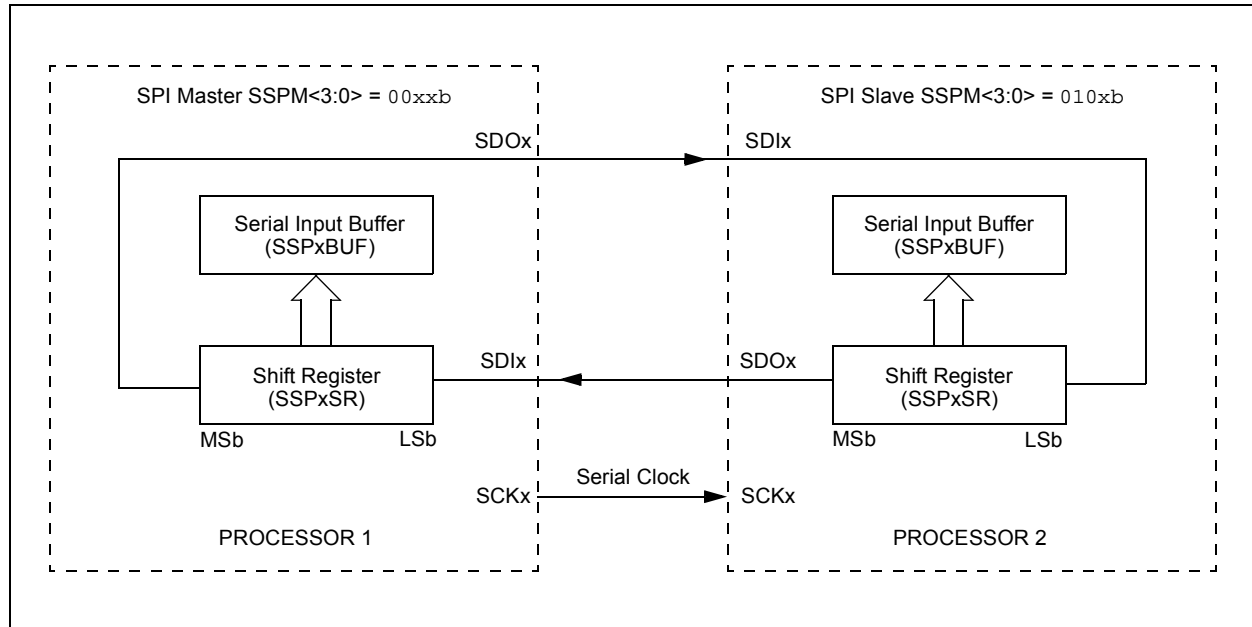 SPI Master SSPM<3:0> = 00xxb
SPI Slave SSPM<3:0> = 010xb
SDOx
SDIx
Serial Input Buffer
(SSPxBUF)
Serial Input Buffer
(SSPxBUF)
SDIx
SDOx
Shift Register
(SSPxSR)
Shift Register
(SSPxSR)
MSb
LSb
MSb
LSb
Serial Clock
SCKx
SCKx
PROCESSOR 1
PROCESSOR 2